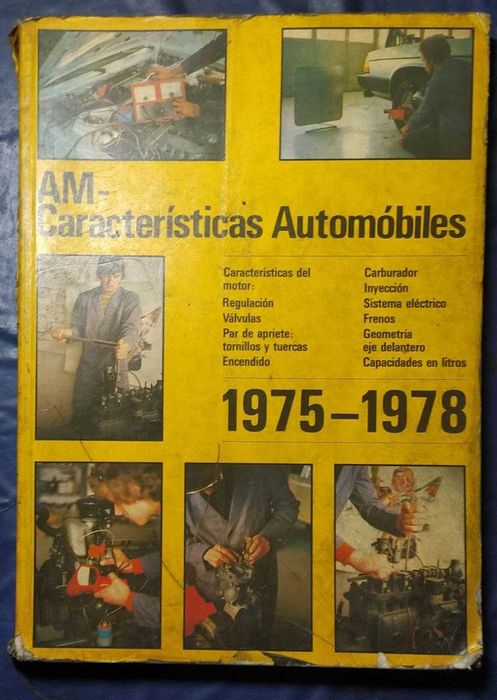 AM-
Características Automóbiles
Características del
motor:
Regulación
Válvulas
Par de apriete:
tornillos y tuercas
Encendido
Carburador
Inyección
Sistema eléctrico
Frenos
Geometria
eje delantero
Capacidades en litros
1975–1978